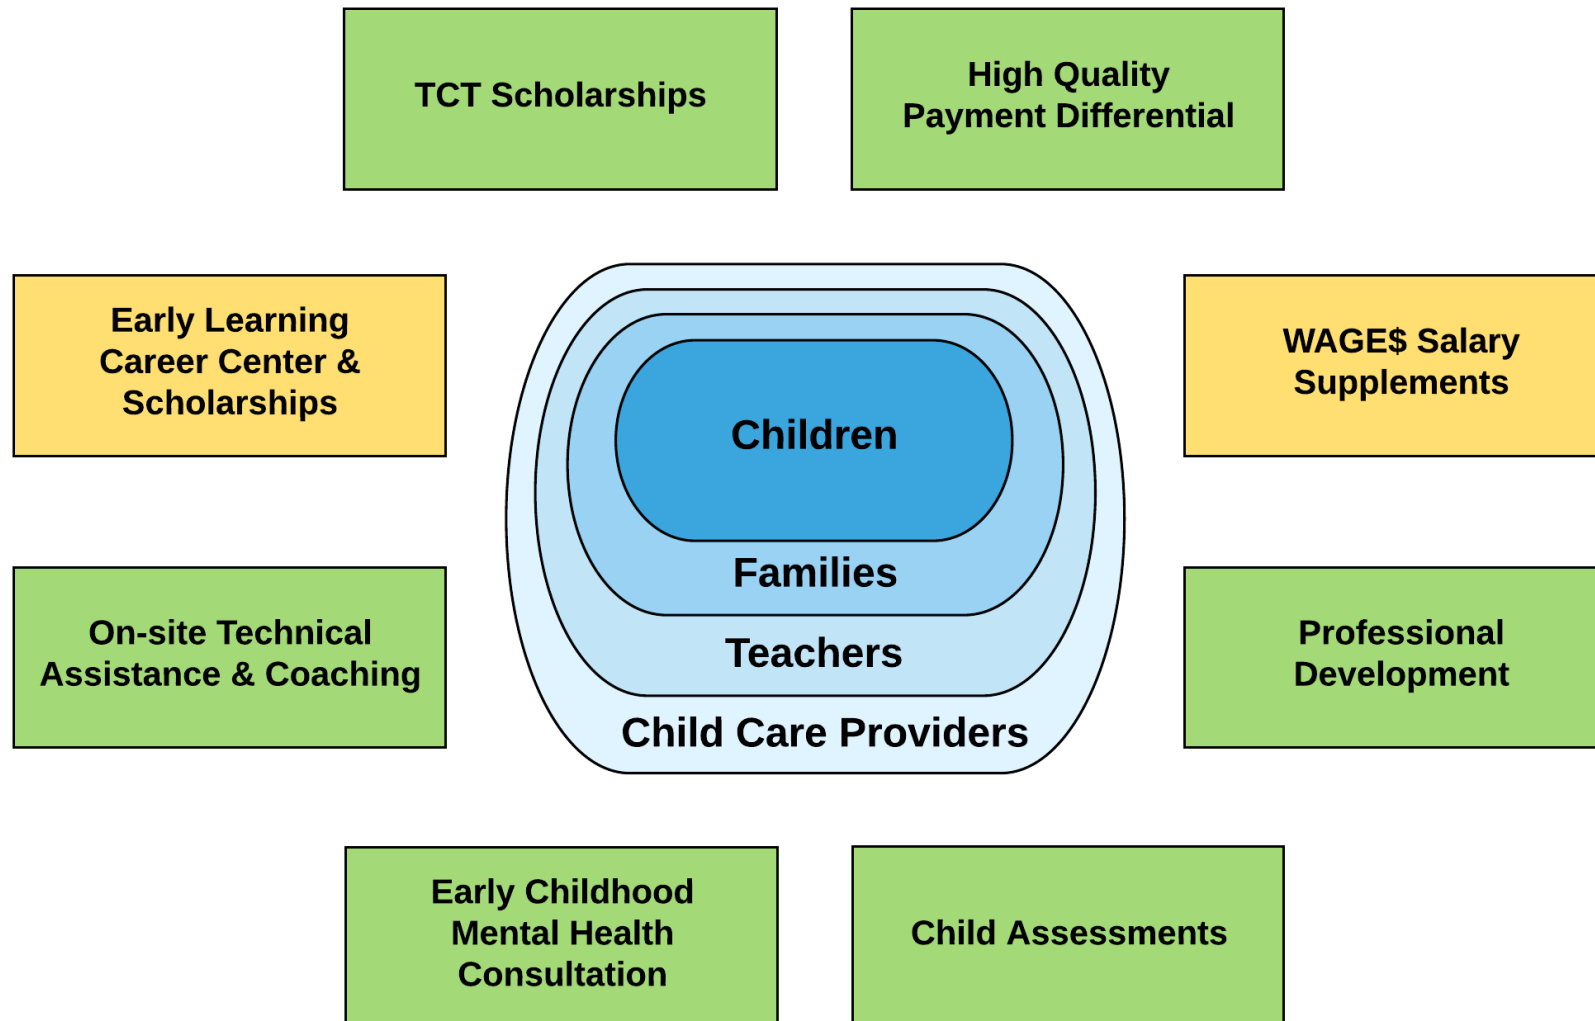 TCT Scholarships
High Quality
Payment Differential
Early Learning
Career Center &
Scholarships
WAGE$ Salary
Supplements
Children
Families
Teachers
Child Care Providers
On-site Technical
Assistance & Coaching
Professional
Development
Early Childhood
Mental Health
Consultation
Child Assessments